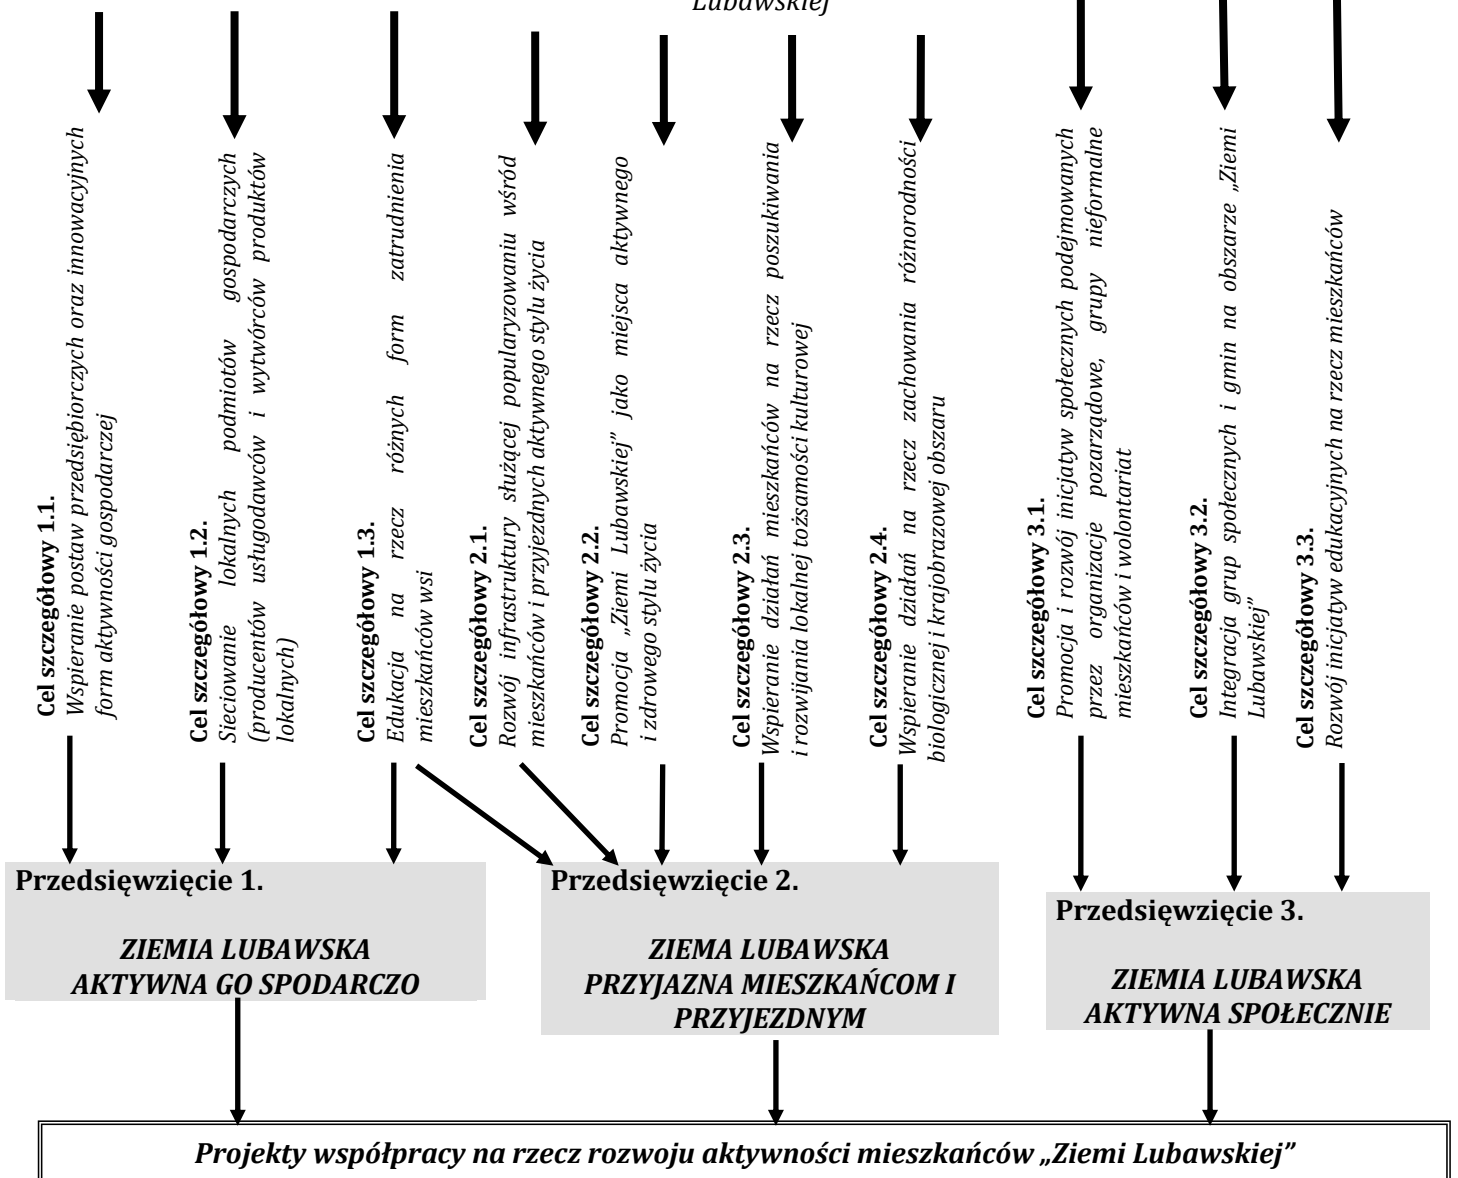 Lubawskiej
Cel szczegółowy 1.1.
Wspieranie postaw przedsiębiorczych oraz innowacyjnych
form aktywności gospodarczej
Cel szczegółowy 1.2.
Sieciowanie lokalnych podmiotów gospodarczych
(producentów usługodawców i wytwórców produktów
lokalnych)
Cel szczegółowy 1.3.
Edukacja na rzecz różnych form zatrudnienia
mieszkańców wsi
Cel szczegółowy 2.1.
Rozwój infrastruktury służącej popularyzowaniu wśród
mieszkańców i przyjezdnych aktywnego stylu życia
Cel szczegółowy 2.2.
Promocja „Ziemi Lubawskiej” jako miejsca aktywnego
i zdrowego stylu życia
Cel szczegółowy 2.3.
Wspieranie działań mieszkańców na rzecz poszukiwania
i rozwijania lokalnej tożsamości kulturowej
Cel szczegółowy 2.4.
Wspieranie działań na rzecz zachowania różnorodności
biologicznej i krajobrazowej obszaru
Cel szczegółowy 3.1.
Promocja i rozwój inicjatyw społecznych podejmowanych
przez organizacje pozarządowe, grupy nieformalne
mieszkańców i wolontariat
Cel szczegółowy 3.2.
Integracja grup społecznych i gmin na obszarze „Ziemi
Lubawskiej”
Cel szczegółowy 3.3.
Rozwój inicjatyw edukacyjnych na rzecz mieszkańców
Przedsięwzięcie 1.
ZIEMIA LUBAWSKA
AKTYWNA GO SPODARCZO
Przedsięwzięcie 2.
ZIEMA LUBAWSKA
PRZYJAZNA MIESZKAŃCOM I
PRZYJEZDNYM
Przedsięwzięcie 3.
ZIEMIA LUBAWSKA
AKTYWNA SPOŁECZNIE
Projekty współpracy na rzecz rozwoju aktywności mieszkańców „Ziemi Lubawskiej”